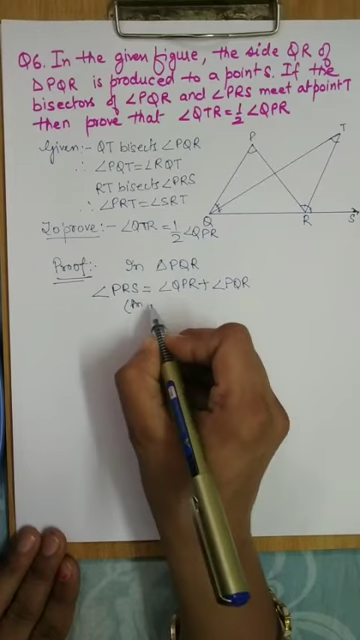 Q6. In the given figure, the side QR of
ΔPQR is produced to a point S. If the
bisectors of ∠PQR and ∠PRS meet at point T
then prove that ∠QTR = 1/2 ∠QPR
Given:- QT bisects ∠PQR
∴ ∠PQT = ∠RQT
RT bisects ∠PRS
∴ ∠PRT = ∠SRT
To prove:- ∠QTR = 1/2 ∠QPR
P
T
Q
R
S
Proof: In ΔPQR
∠PRS = ∠QPR + ∠PQR